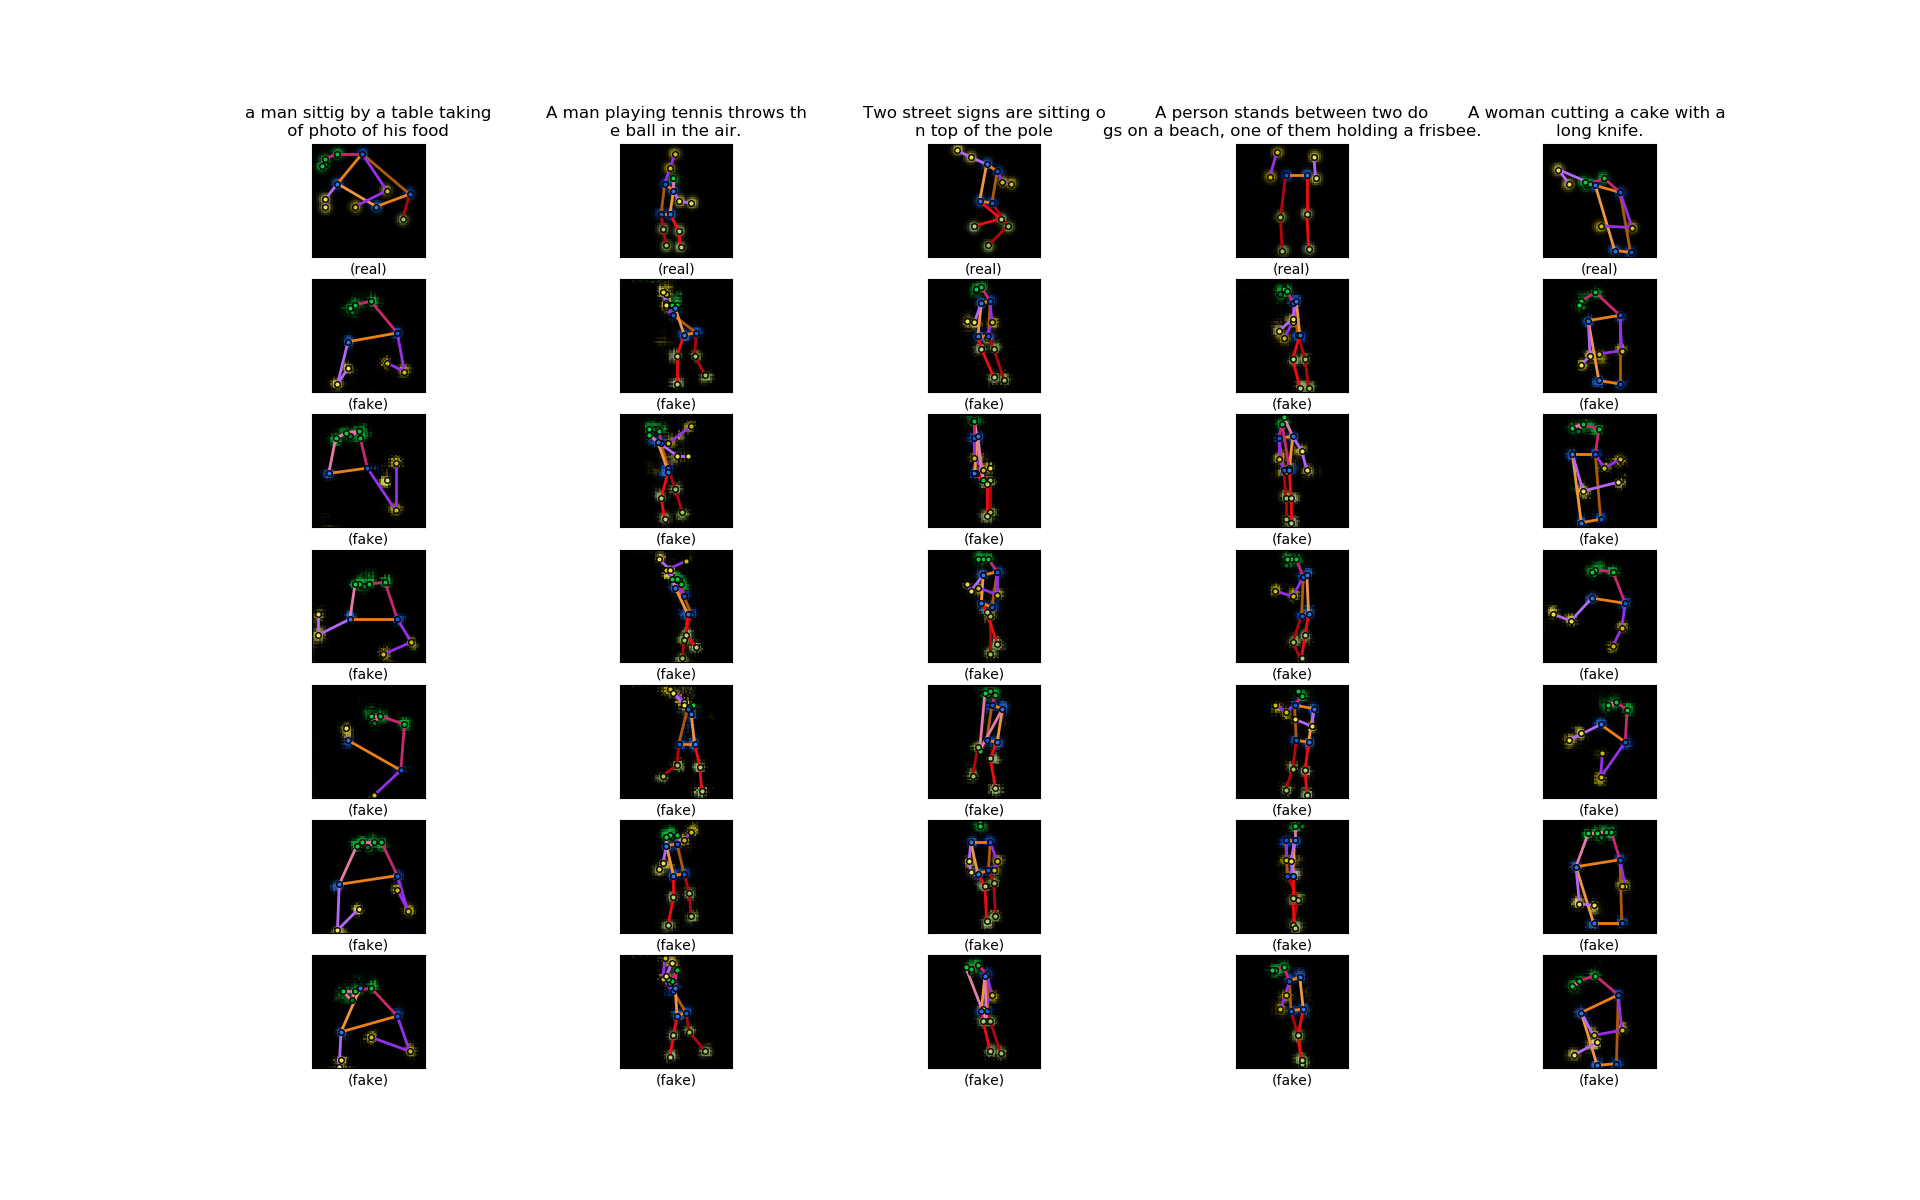 a man sittig by a table taking
of photo of his food
A man playing tennis throws th
e ball in the air.
Two street signs are sitting o
n top of the pole
A person stands between two do
gs on a beach, one of them holding a frisbee.
A woman cutting a cake with a
long knife.
(real) (real) (real) (real) (real)
(fake) (fake) (fake) (fake) (fake)
(fake) (fake) (fake) (fake) (fake)
(fake) (fake) (fake) (fake) (fake)
(fake) (fake) (fake) (fake) (fake)
(fake) (fake) (fake) (fake) (fake)
(fake) (fake) (fake) (fake) (fake)